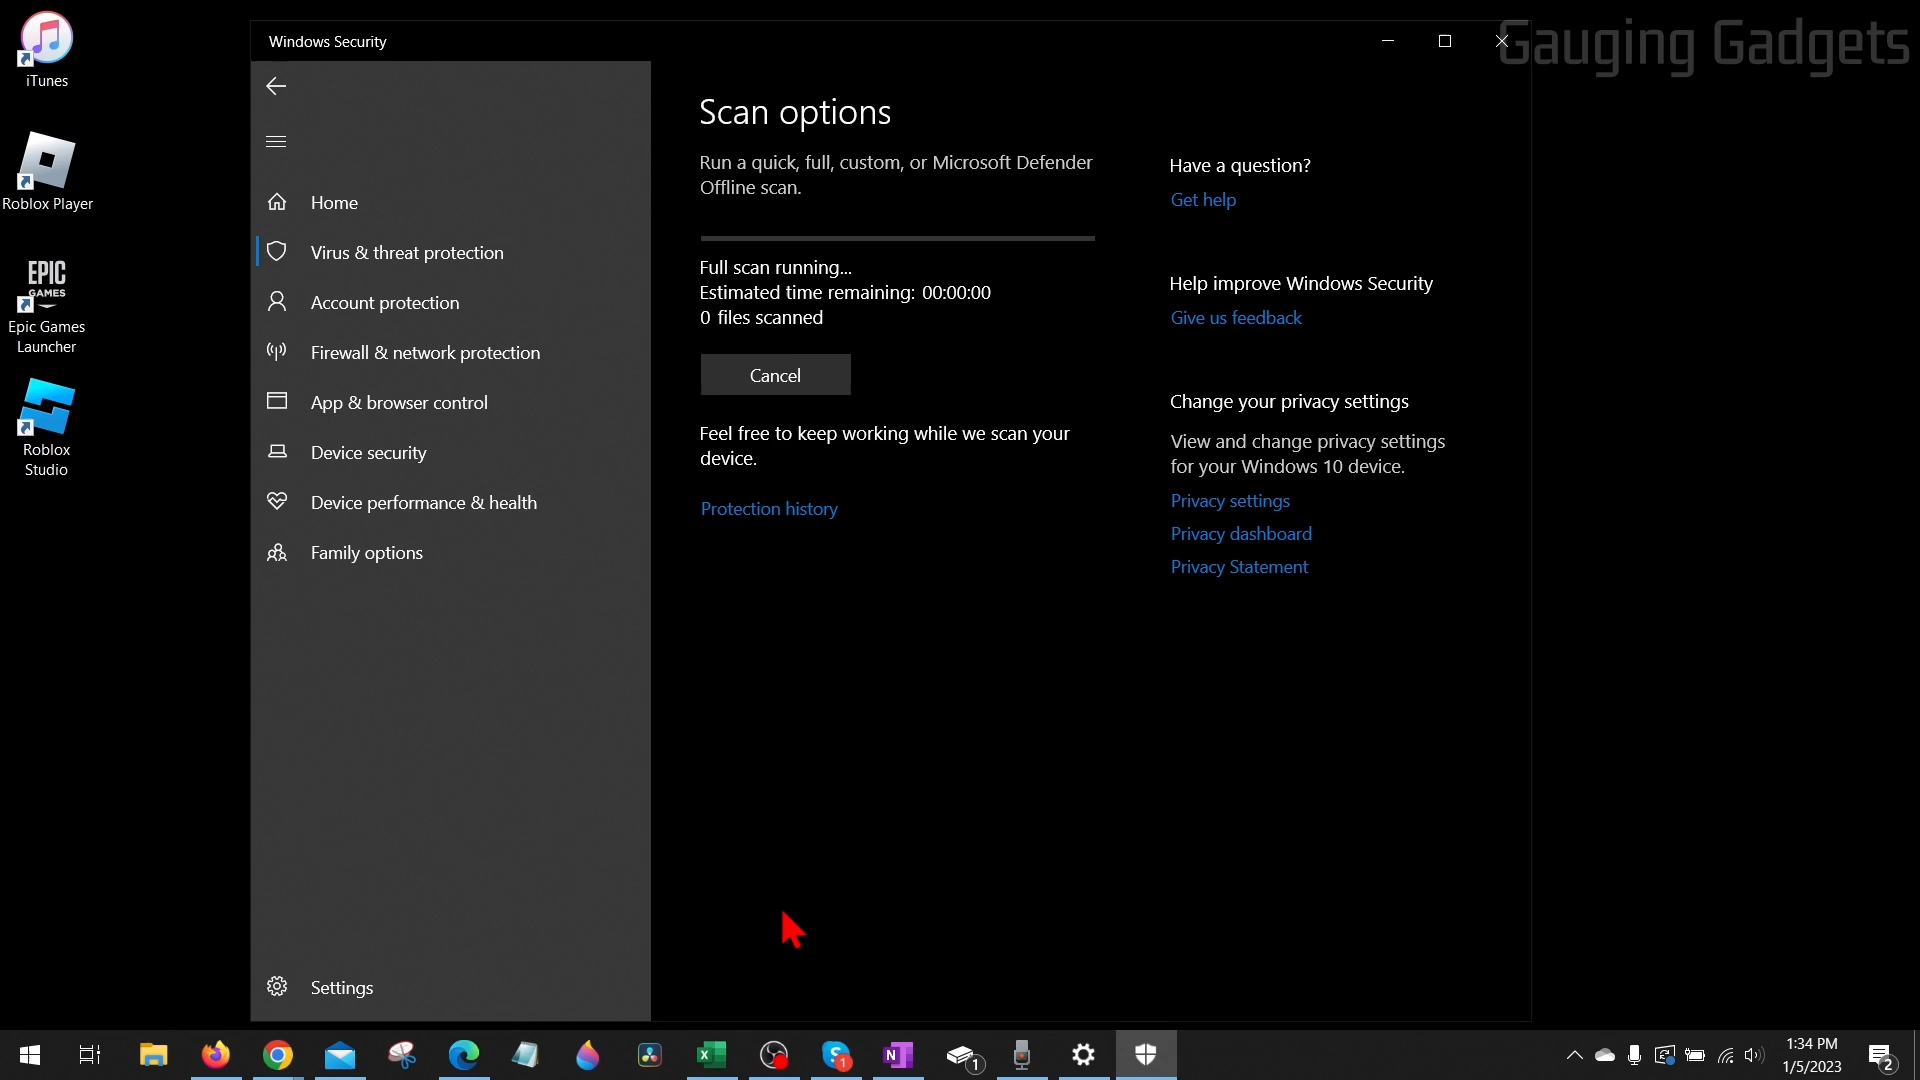 Gauging Gadgets
iTunes
Roblox Player
EPIC
GAMES
Epic Games
Launcher
Roblox
Studio
Windows Security
Home
Virus & threat protection
Account protection
Firewall & network protection
App & browser control
Device security
Device performance & health
Family options
Settings
Scan options
Run a quick, full, custom, or Microsoft Defender
Offline scan.
Full scan running...
Estimated time remaining: 00:00:00
0 files scanned
Cancel
Feel free to keep working while we scan your
device.
Protection history
Have a question?
Get help
Help improve Windows Security
Give us feedback
Change your privacy settings
View and change privacy settings
for your Windows 10 device.
Privacy settings
Privacy dashboard
Privacy Statement
X
S
1
N
1
1:34 PM
1/5/2023
2